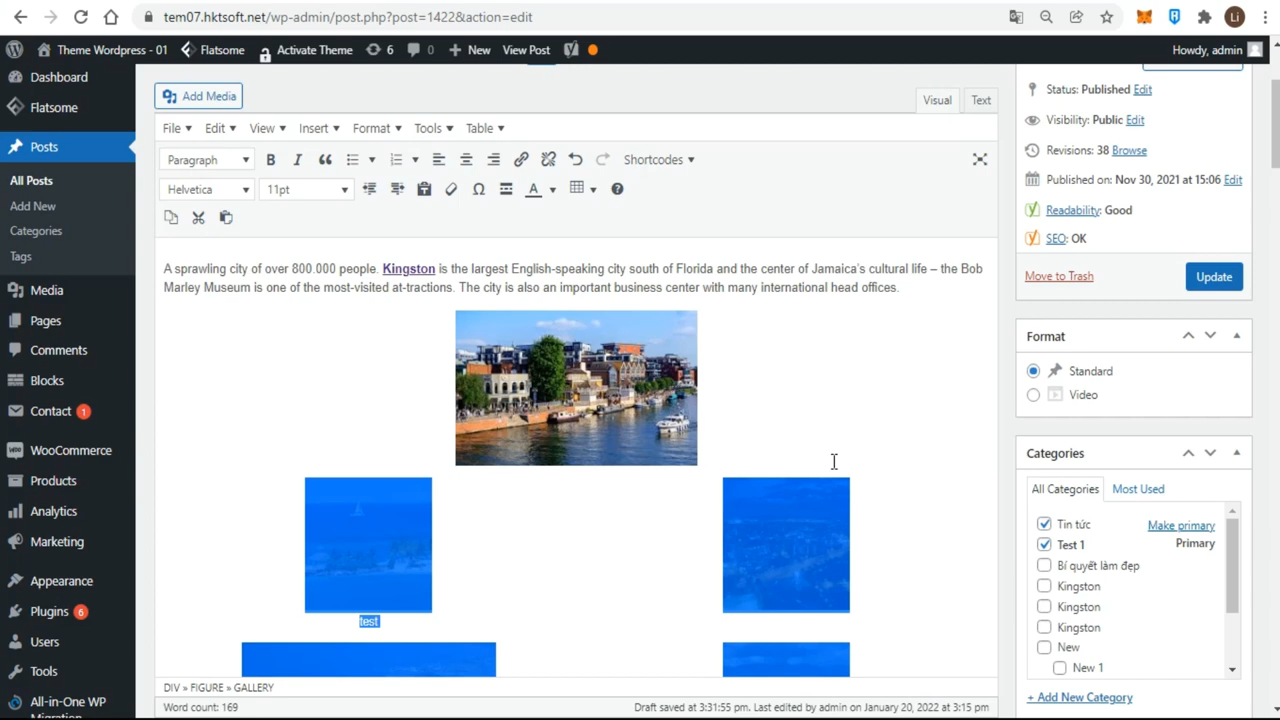 tem07.hktsoft.net/wp-admin/post.php?post=1422&action=edit
Li
Theme Wordpress - 01
Flatsome
Activate Theme
6
0
New
View Post
Howdy, admin
Dashboard
Flatsome
Posts
All Posts
Add New
Categories
Tags
Media
Pages
Comments
Blocks
Contact 1
WooCommerce
Products
Analytics
Marketing
Appearance
Plugins 6
Users
Tools
All-in-One WP
Migration
Add Media
Visual
Text
File
Edit
View
Insert
Format
Tools
Table
Paragraph
B
I
Shortcodes
Helvetica
11pt
A
A sprawling city of over 800.000 people. Kingston is the largest English-speaking city south of Florida and the center of Jamaica's cultural life – the Bob
Marley Museum is one of the most-visited at-tractions. The city is also an important business center with many international head offices.
test
DIV » FIGURE » GALLERY
Word count: 169
Draft saved at 3:31:55 pm. Last edited by admin on January 20, 2022 at 3:15 pm
Status: Published Edit
Visibility: Public Edit
Revisions: 38 Browse
Published on: Nov 30, 2021 at 15:06 Edit
Readability: Good
SEO: OK
Move to Trash
Update
Format
Standard
Video
Categories
All Categories
Most Used
Tin tức
Make primary
Test 1
Primary
Bí quyết làm đẹp
Kingston
Kingston
Kingston
New
New 1
+ Add New Category